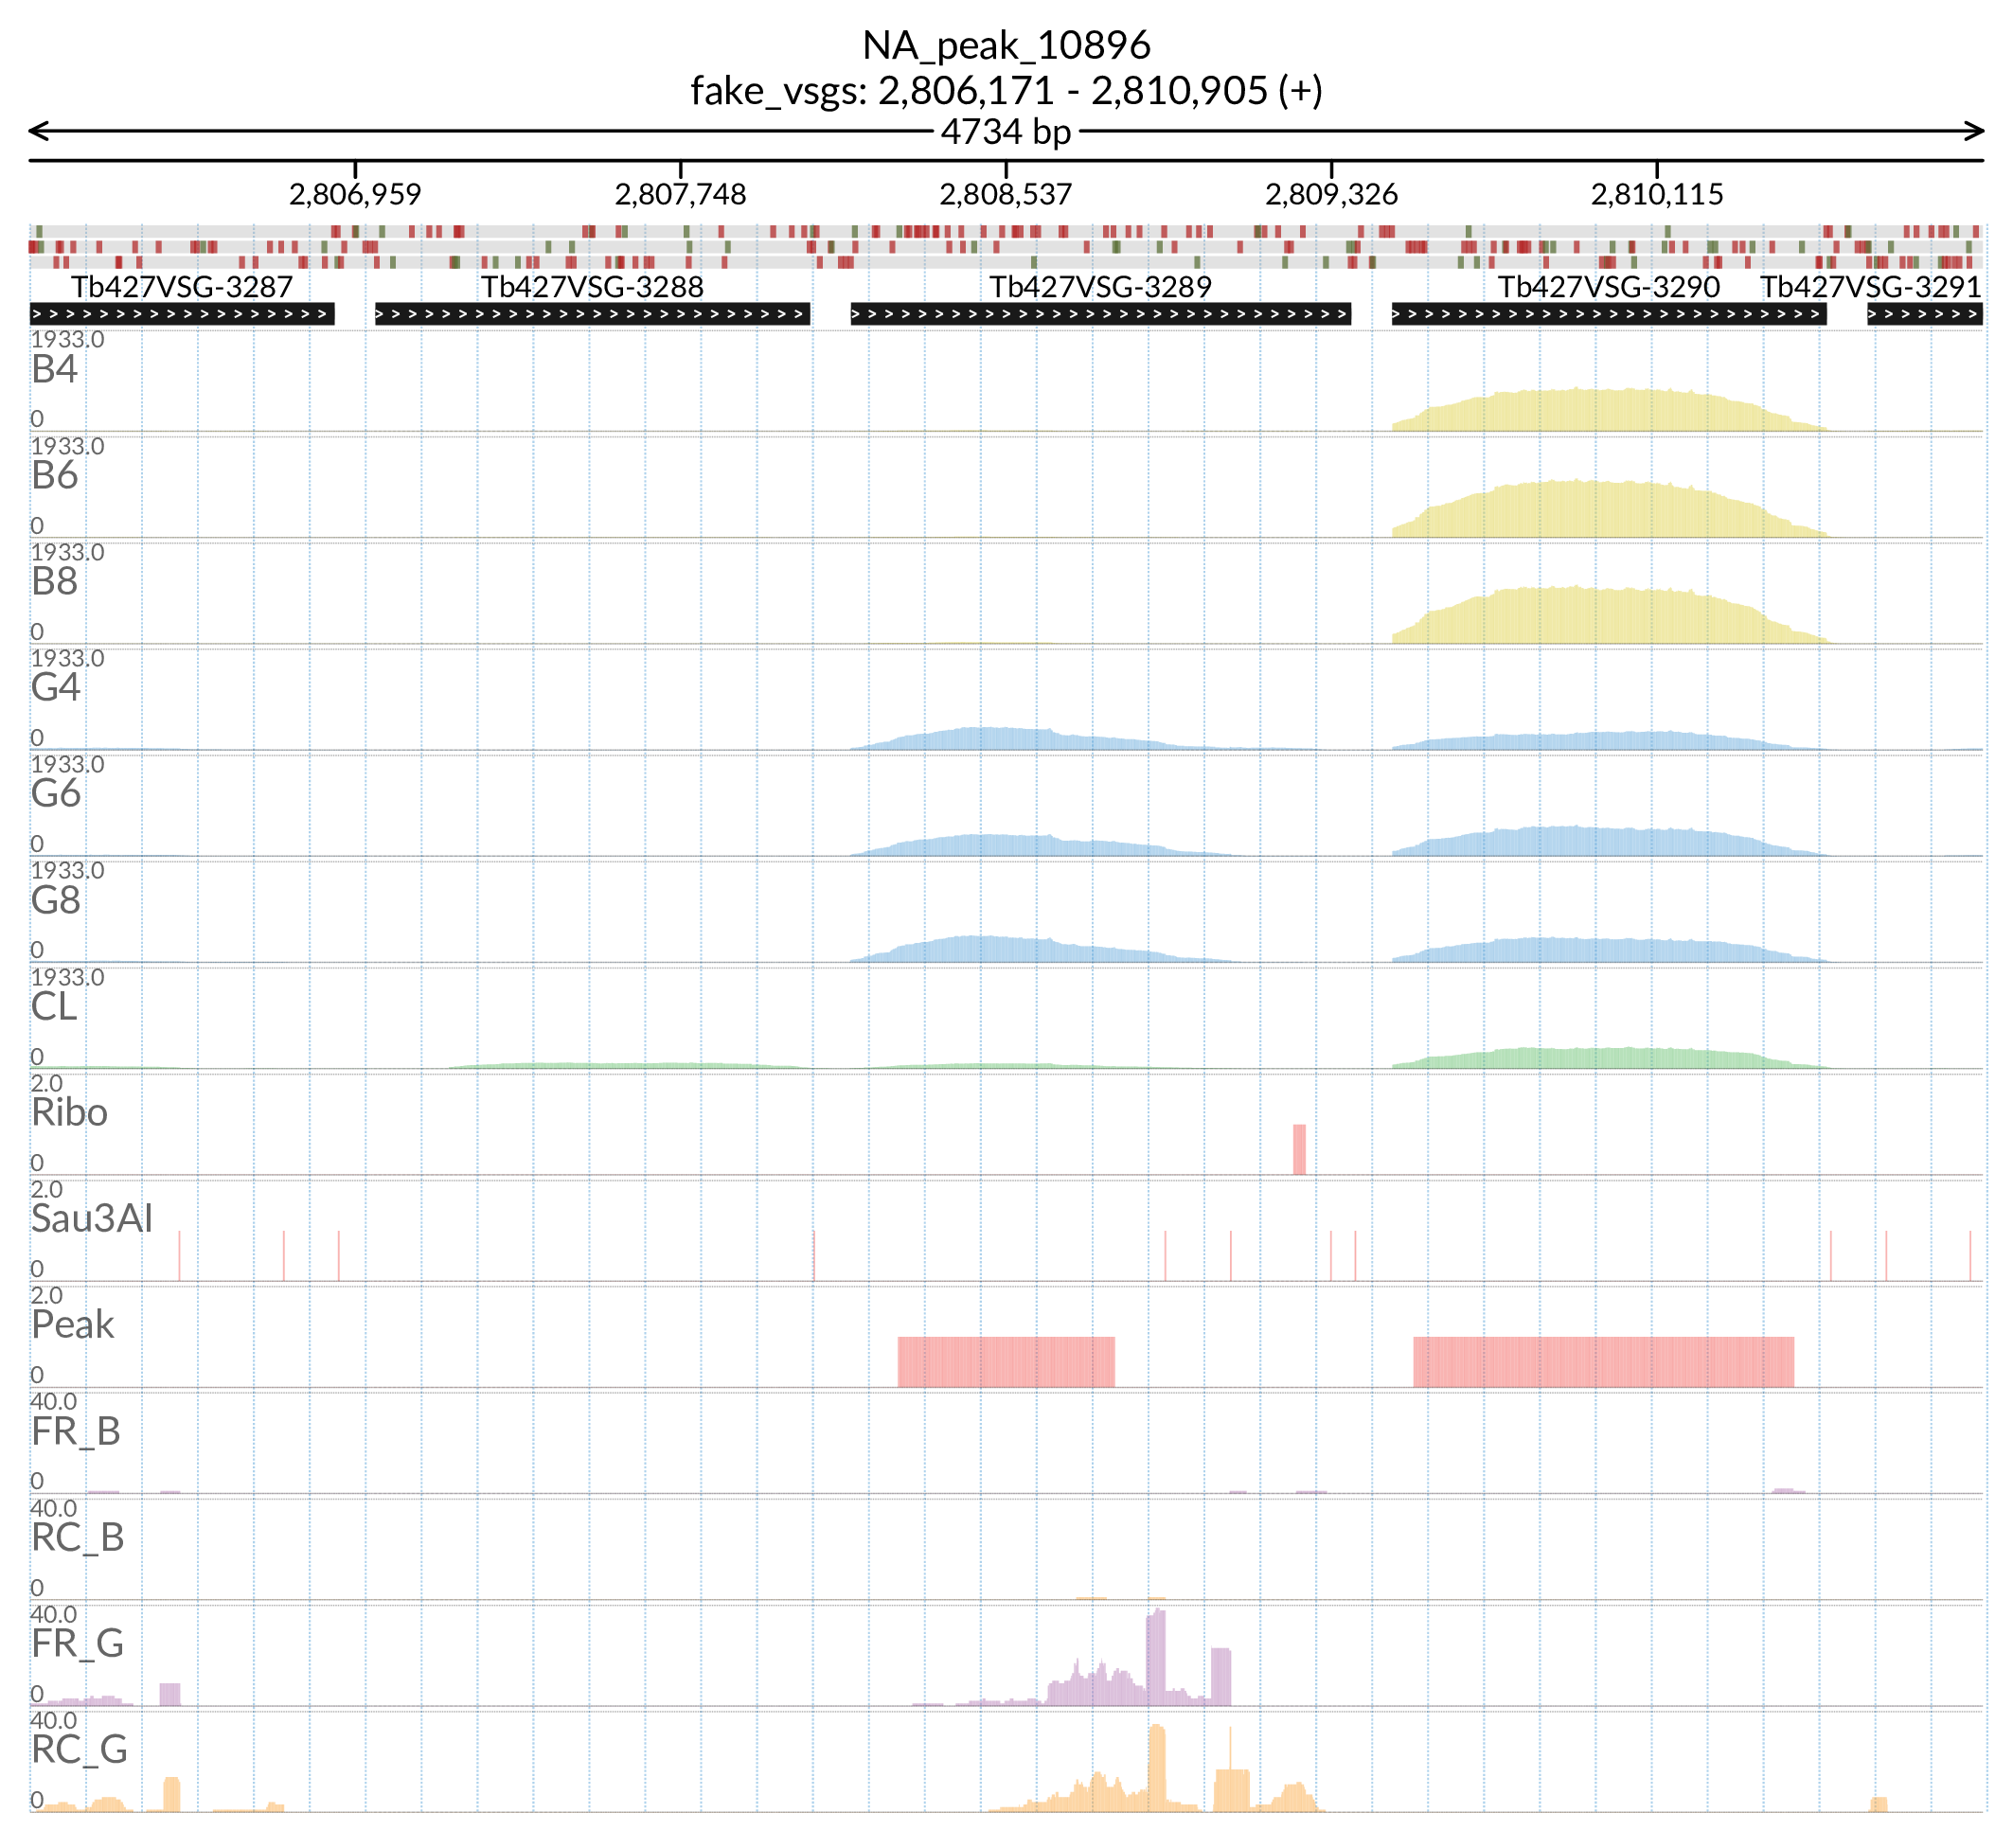 NA_peak_10896
fake_vsgs: 2,806,171 - 2,810,905 (+)
4734 bp
2,806,959 2,807,748 2,808,537 2,809,326 2,810,115
Tb427VSG-3287 Tb427VSG-3288 Tb427VSG-3289 Tb427VSG-3290 Tb427VSG-3291
1933.0
B4
0
1933.0
B6
0
1933.0
B8
0
1933.0
G4
0
1933.0
G6
0
1933.0
G8
0
1933.0
CL
0
2.0
Ribo
0
2.0
Sau3AI
0
2.0
Peak
0
40.0
FR_B
0
40.0
RC_B
0
40.0
FR_G
0
40.0
RC_G
0